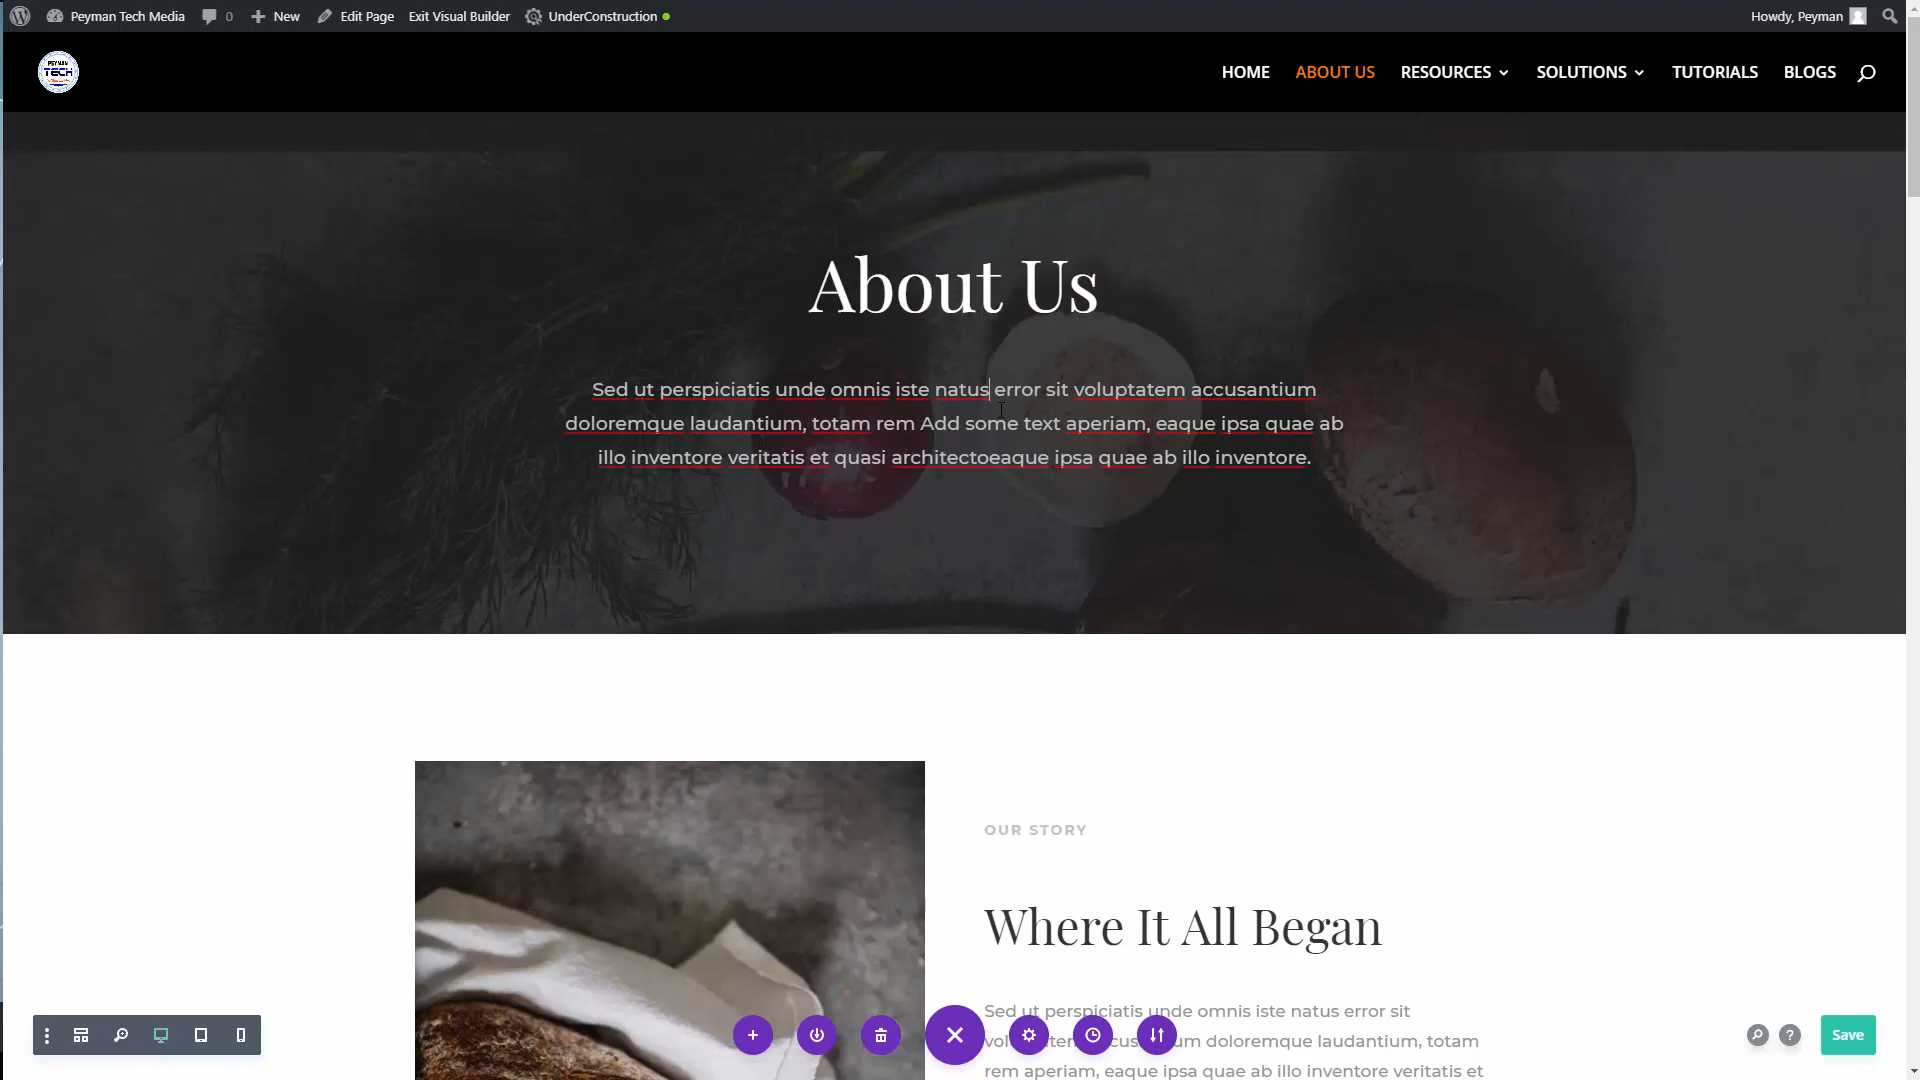 Peyman Tech Media 0 New Edit Page Exit Visual Builder UnderConstruction Howdy, Peyman
PEYMAN
TECH
HOME ABOUT US RESOURCES SOLUTIONS TUTORIALS BLOGS
About Us
Sed ut perspiciatis unde omnis iste natus error sit voluptatem accusantium
doloremque laudantium, totam rem Add some text aperiam, eaque ipsa quae ab
illo inventore veritatis et quasi architectoeaque ipsa quae ab illo inventore.
OUR STORY
Where It All Began
Sed ut perspiciatis unde omnis iste natus error sit
doloremque laudantium, totam
rem aperiam, eaque ipsa quae ab illo inventore veritatis et
Save